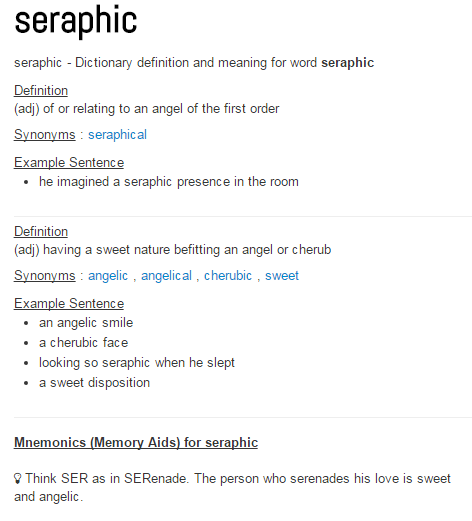 seraphic
seraphic - Dictionary definition and meaning for word seraphic
Definition
(adj) of or relating to an angel of the first order
Synonyms : seraphical
Example Sentence
• he imagined a seraphic presence in the room
Definition
(adj) having a sweet nature befitting an angel or cherub
Synonyms : angelic , angelical , cherubic , sweet
Example Sentence
• an angelic smile
• a cherubic face
• looking so seraphic when he slept
• a sweet disposition
Mnemonics (Memory Aids) for seraphic
Think SER as in SERenade. The person who serenades his love is sweet
and angelic.